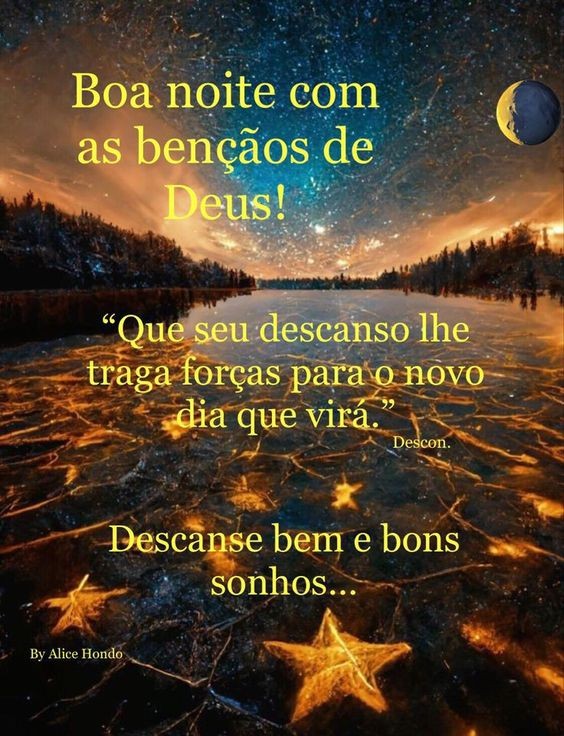 Boa noite com
as bençãos de
Deus!
“Que seu descanso lhe
traga forças para o novo
dia que virá.”
Descon.
Descanse bem e bons
sonhos...
By Alice Hondo